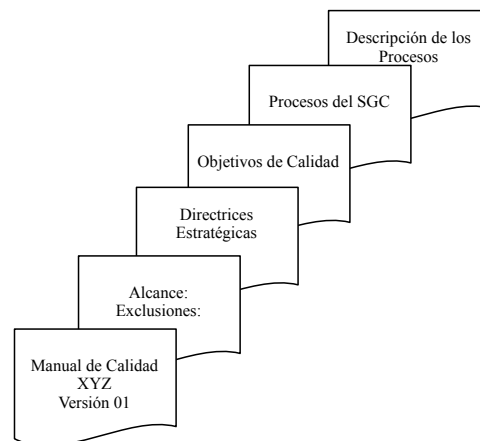 Descripción de los
Procesos
Procesos del SGC
Objetivos de Calidad
Directrices
Estratégicas
Alcance:
Exclusiones:
Manual de Calidad
XYZ
Versión 01